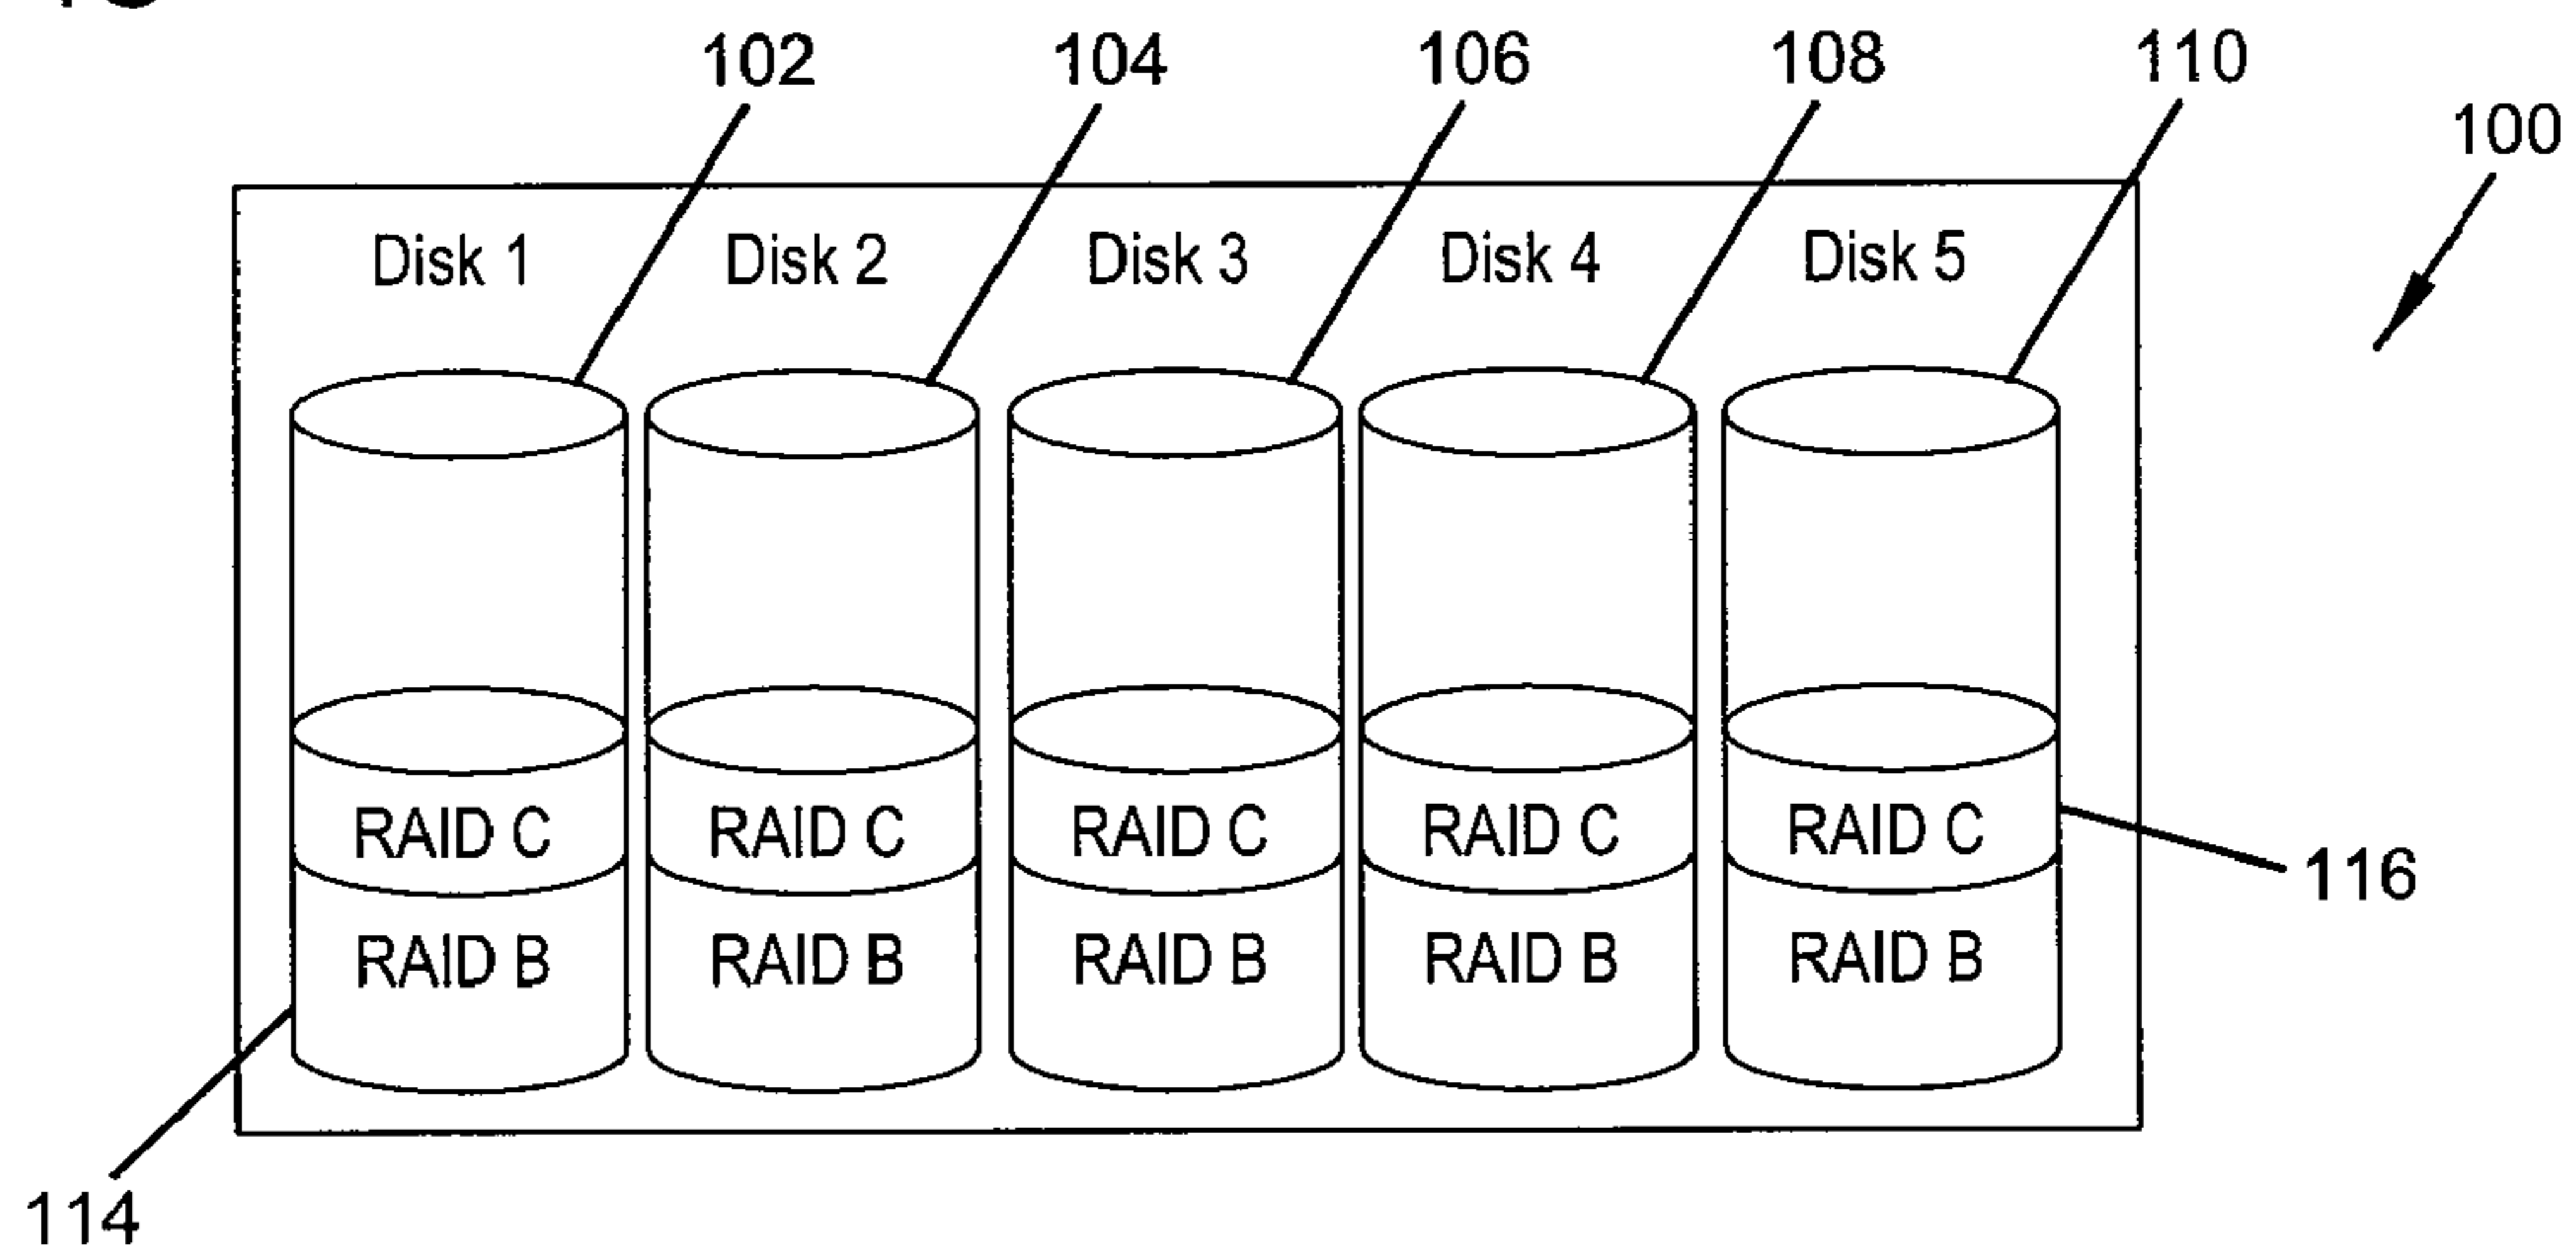 102 104 106 108 110
100
Disk 1 Disk 2 Disk 3 Disk 4 Disk 5
RAID C RAID C RAID C RAID C RAID C
116
RAID B RAID B RAID B RAID B RAID B
114